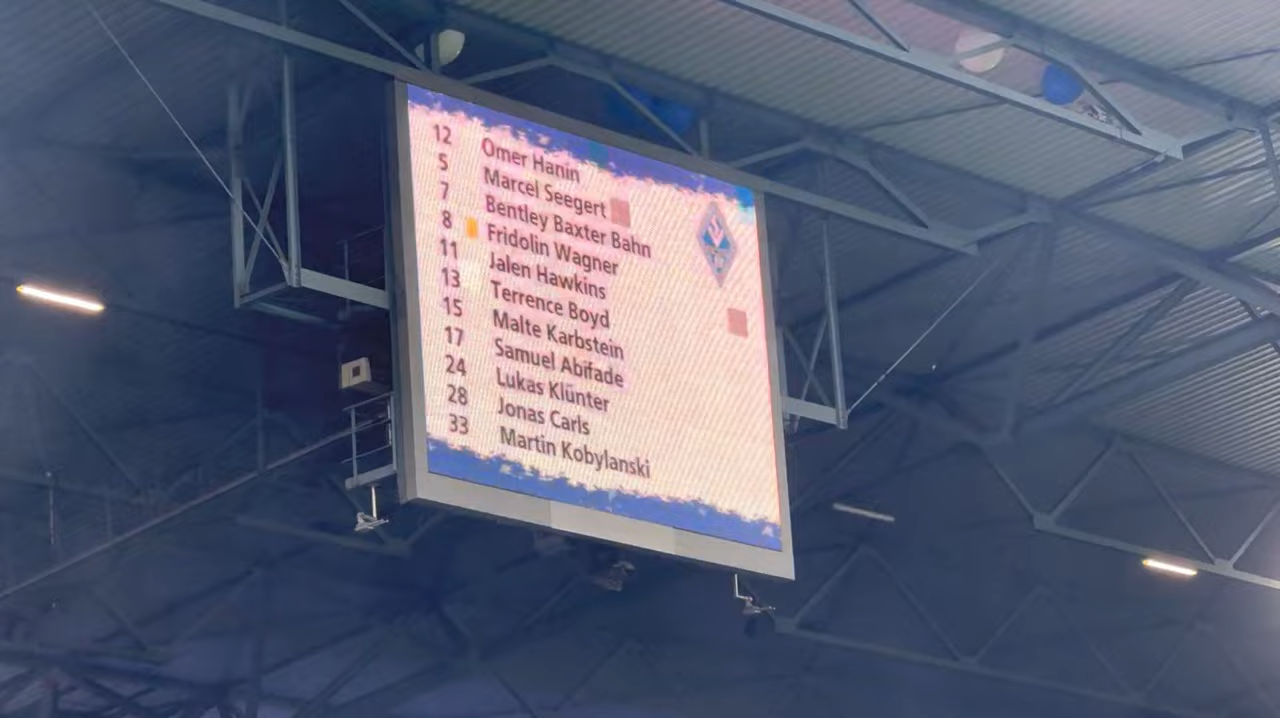 12 Omer Hanin
5 Marcel Seegert
7 Bentley Baxter Bahn
8 Fridolin Wagner
11 Jalen Hawkins
13 Terrence Boyd
15 Malte Karbstein
17 Samuel Abifade
24 Lukas Klünter
28 Jonas Carls
33 Martin Kobylanski